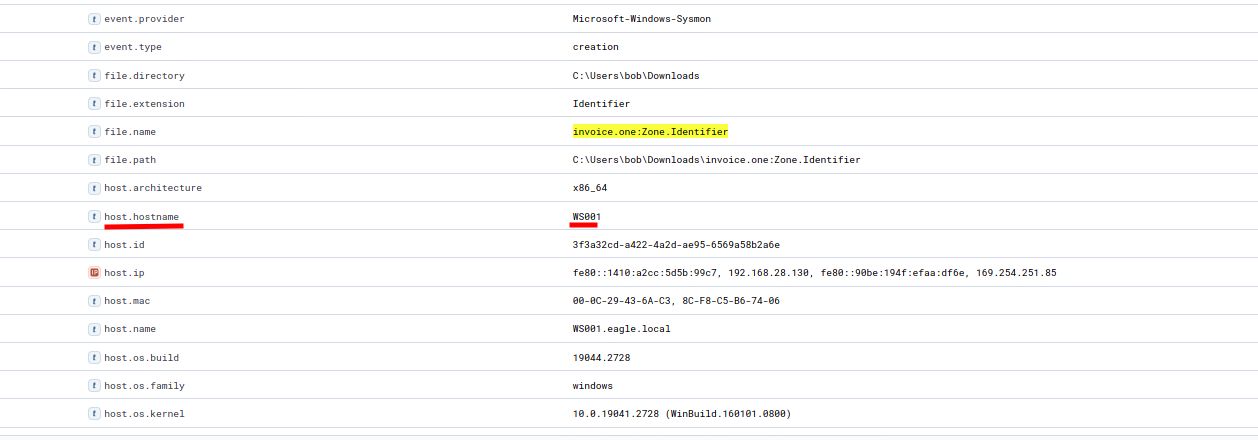 t event.provider Microsoft-Windows-Sysmon
t event.type creation
t file.directory C:\Users\bob\Downloads
t file.extension Identifier
t file.name invoice.one:Zone.Identifier
t file.path C:\Users\bob\Downloads\invoice.one:Zone.Identifier
t host.architecture x86_64
t host.hostname WS001
t host.id 3f3a32cd-a422-4a2d-ae95-6569a58b2a6e
IP host.ip fe80::1410:a2cc:5d5b:99c7, 192.168.28.130, fe80::90be:194f:efaa:df6e, 169.254.251.85
t host.mac 00-0C-29-43-6A-C3, 8C-F8-C5-B6-74-06
t host.name WS001.eagle.local
t host.os.build 19044.2728
t host.os.family windows
t host.os.kernel 10.0.19041.2728 (WinBuild.160101.0800)